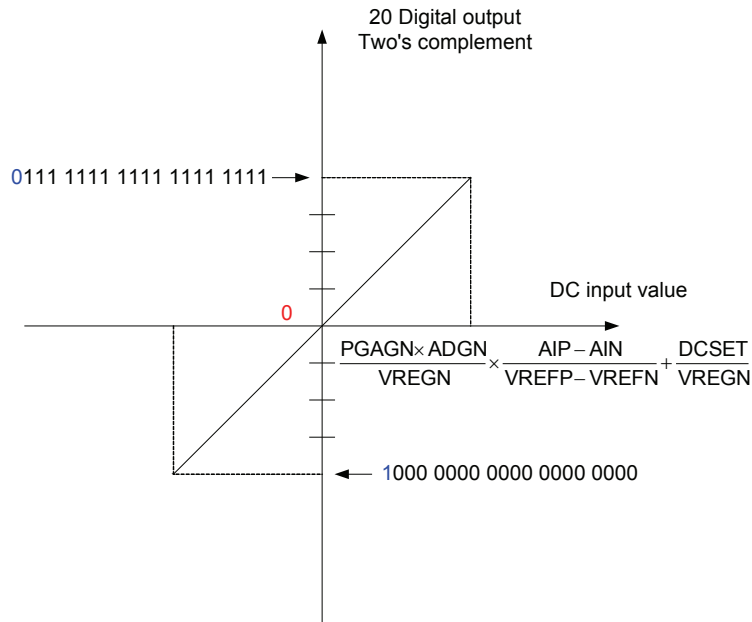 20 Digital output
Two's complement
0111 1111 1111 1111 1111
DC input value
0
PGAGN× ADGN / VREGN × AIP − AIN / VREFP − VREFN + DCSET / VREGN
1000 0000 0000 0000 0000